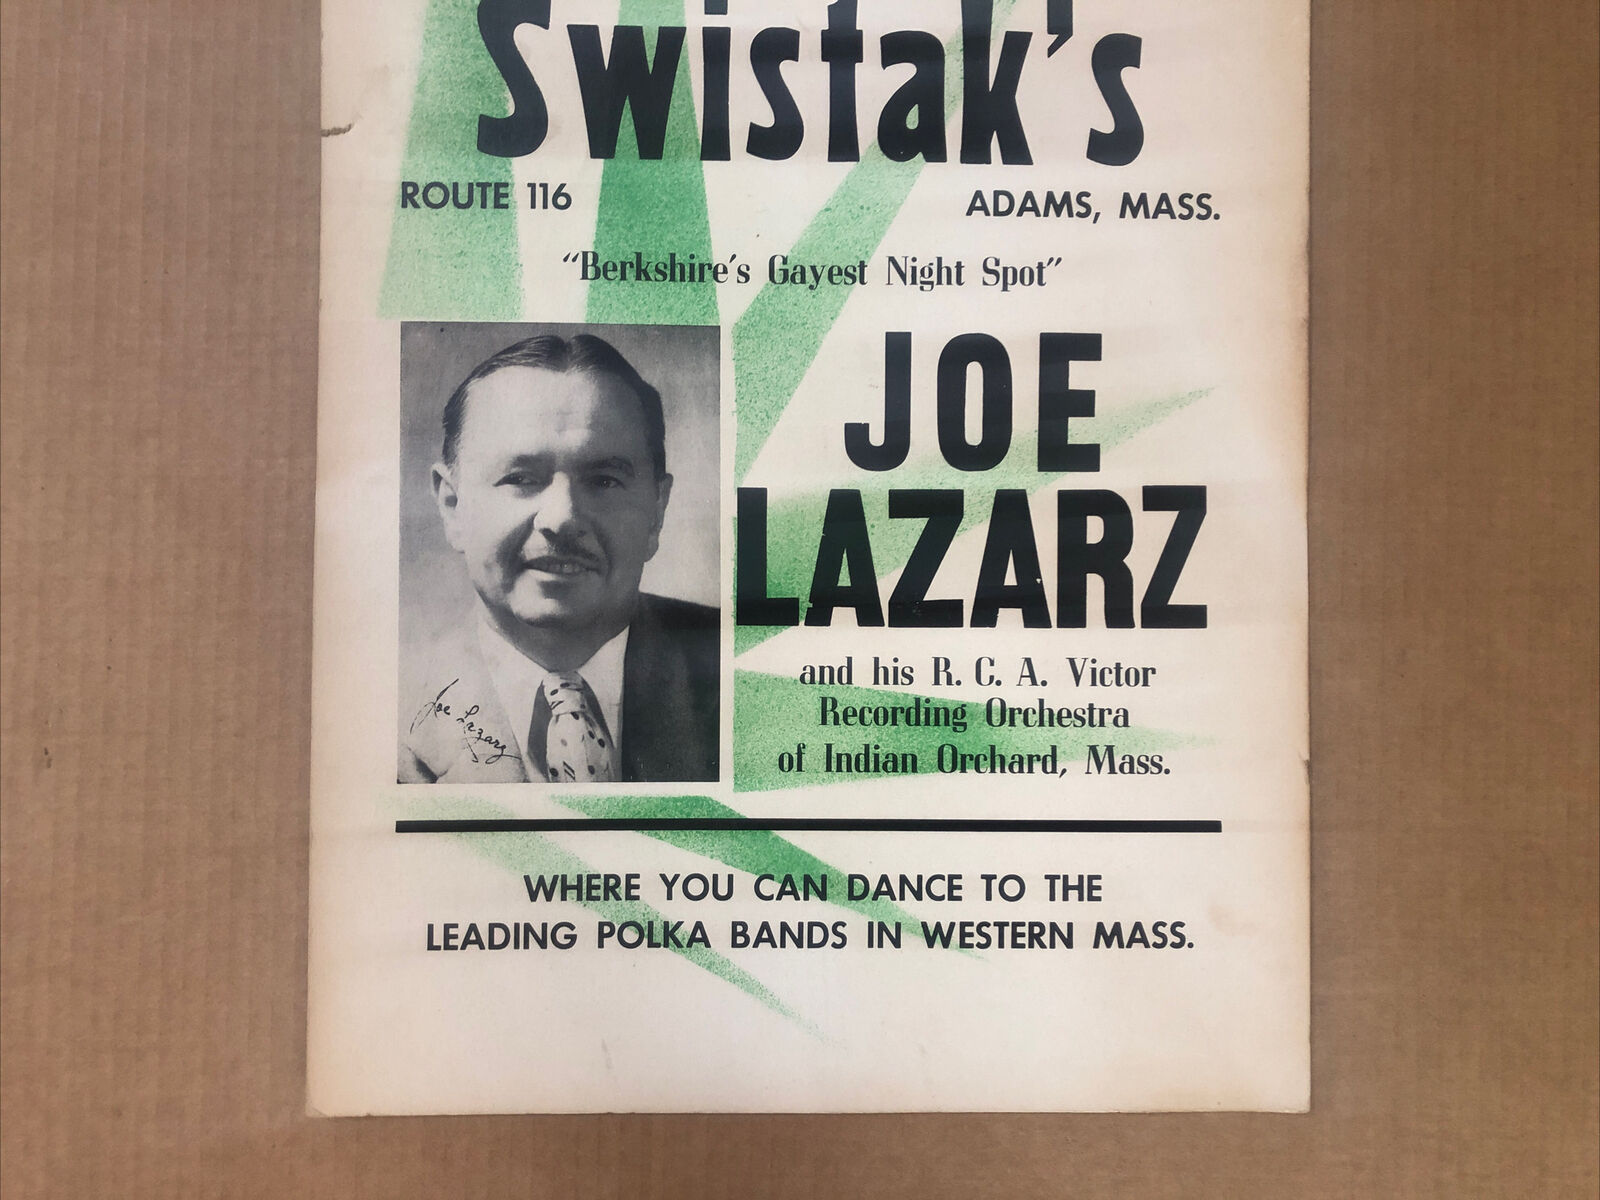 Swistak's
ROUTE 116 ADAMS, MASS.
“Berkshire's Gayest Night Spot”
JOE
LAZARZ
and his R. C. A. Victor
Recording Orchestra
of Indian Orchard, Mass.
Joe Lazarz
WHERE YOU CAN DANCE TO THE
LEADING POLKA BANDS IN WESTERN MASS.